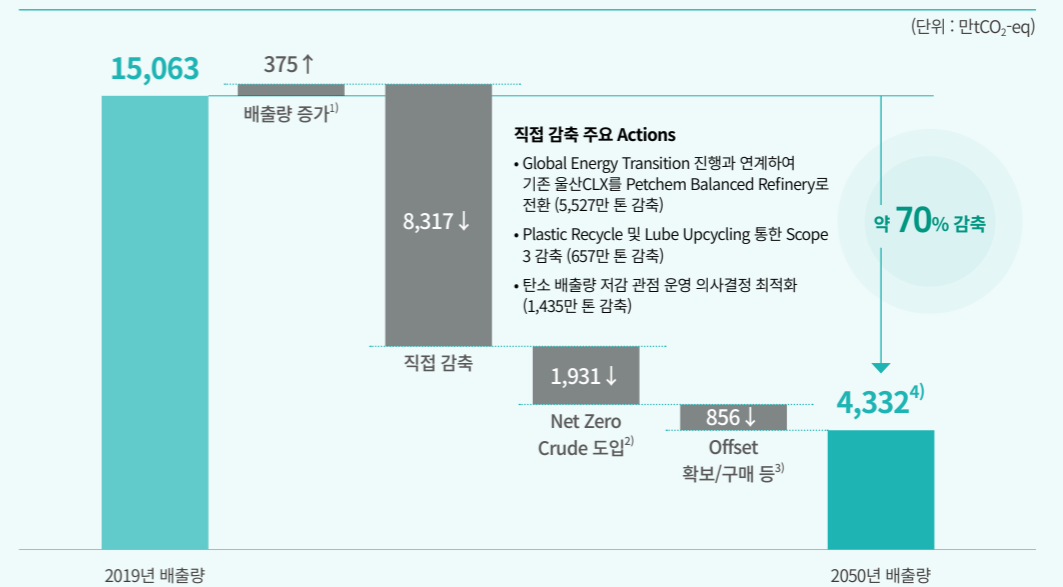 (단위 : 만tCO₂-eq)
15,063
375↑
배출량 증가¹⁾
직접 감축 주요 Actions
• Global Energy Transition 진행과 연계하여
기존 울산CLX를 Petchem Balanced Refinery로
전환 (5,527만 톤 감축)
• Plastic Recycle 및 Lube Upcycling 통한 Scope
3 감축 (657만 톤 감축)
• 탄소 배출량 저감 관점 운영 의사결정 최적화
(1,435만 톤 감축)
8,317↓
약 70% 감축
직접 감축
1,931↓
Net Zero
Crude 도입²⁾
856↓
Offset
확보/구매 등³⁾
4,332⁴⁾
2019년 배출량
2050년 배출량